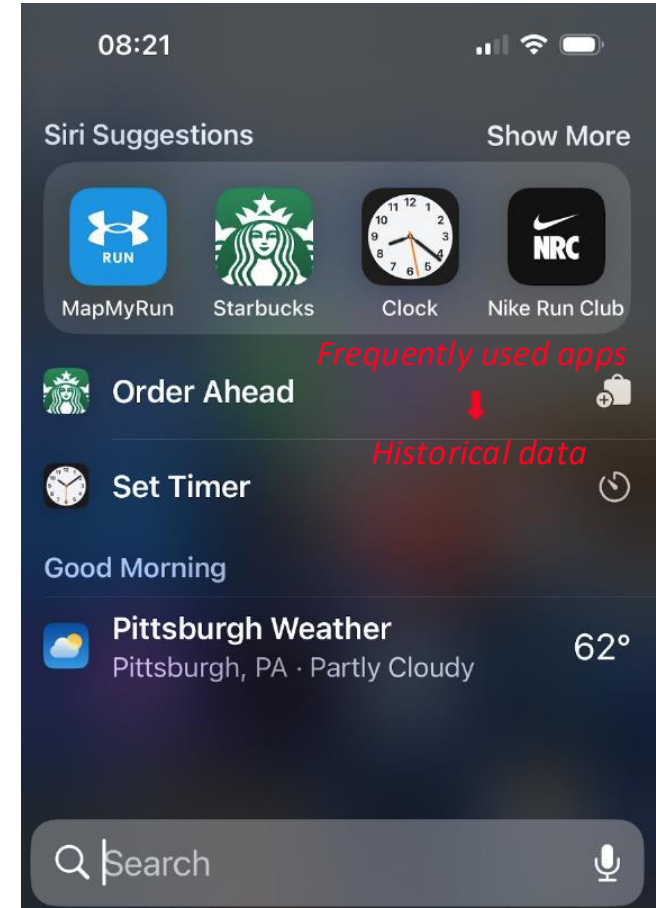 08:21
Siri Suggestions Show More
RUN
NRC
MapMyRun Starbucks Clock Nike Run Club
Frequently used apps
Order Ahead
Historical data
Set Timer
Good Morning
Pittsburgh Weather
62°
Pittsburgh, PA · Partly Cloudy
Search